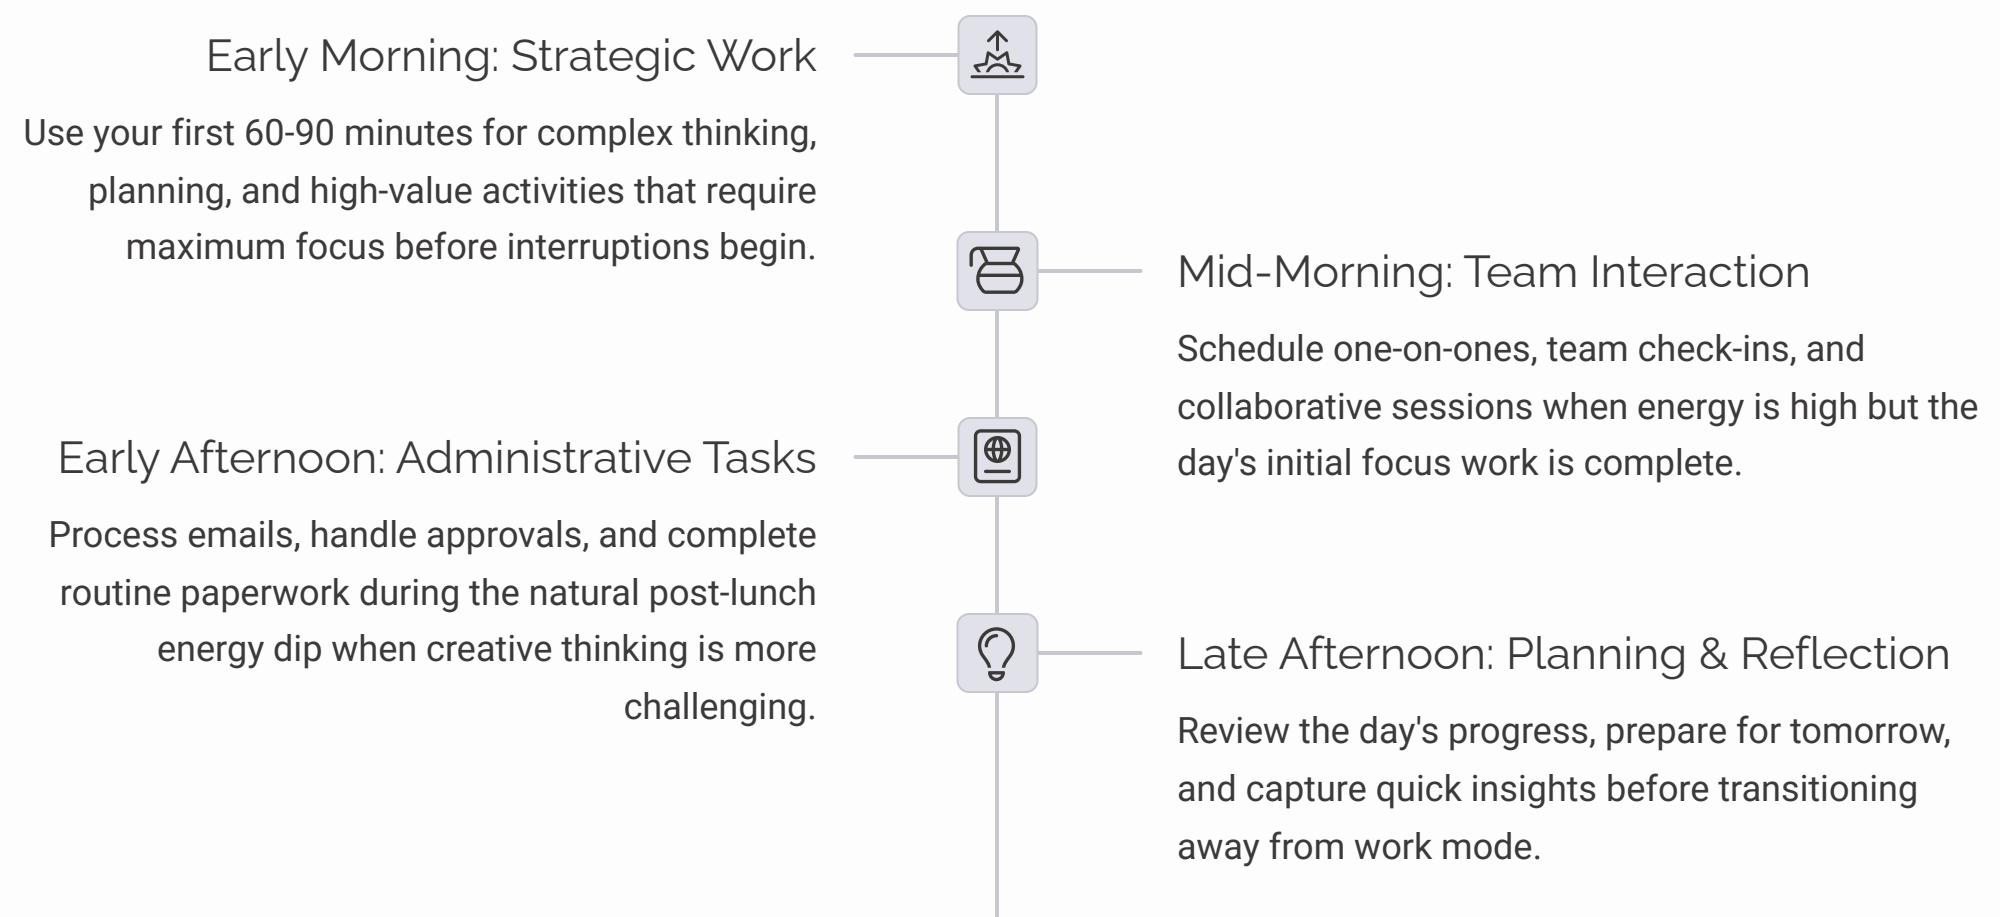 Early Morning: Strategic Work
Use your first 60-90 minutes for complex thinking,
planning, and high-value activities that require
maximum focus before interruptions begin.
Mid-Morning: Team Interaction
Schedule one-on-ones, team check-ins, and
collaborative sessions when energy is high but the
day's initial focus work is complete.
Early Afternoon: Administrative Tasks
Process emails, handle approvals, and complete
routine paperwork during the natural post-lunch
energy dip when creative thinking is more
challenging.
Late Afternoon: Planning & Reflection
Review the day's progress, prepare for tomorrow,
and capture quick insights before transitioning
away from work mode.